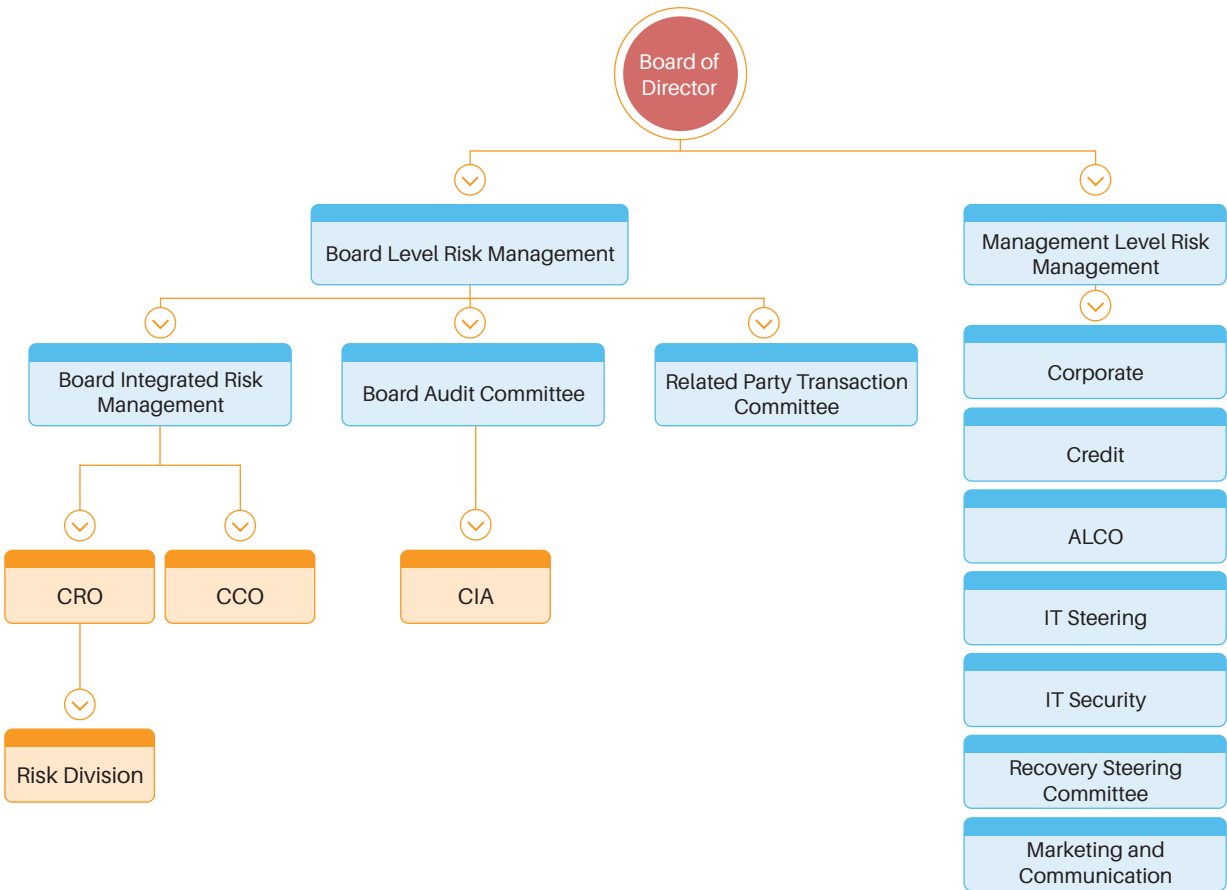 Board of
Director
Board Level Risk Management
Management Level Risk
Management
Board Integrated Risk
Management
Board Audit Committee
Related Party Transaction
Committee
Corporate
Credit
ALCO
CRO
CCO
CIA
IT Steering
IT Security
Risk Division
Recovery Steering
Committee
Marketing and
Communication